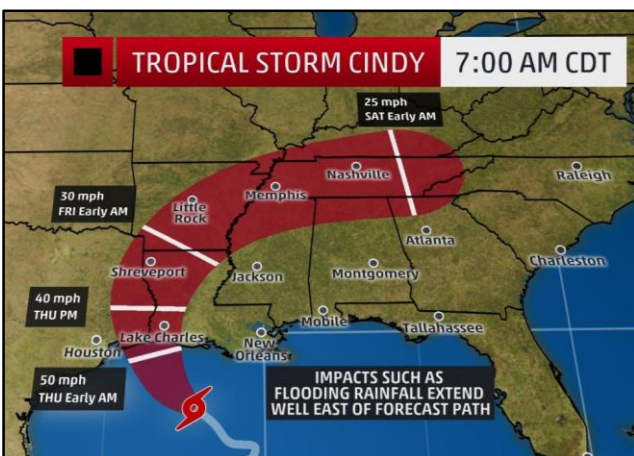 TROPICAL STORM CINDY
7:00 AM CDT
25 mph
SAT Early AM
Nashville
Raleigh
Memphis
30 mph
FRI Early AM
Little
Rock
Atlanta
Charleston
Shreveport
Jackson
Montgomery
40 mph
THU PM
Lake Charles
Mobile
Tallahassee
Houston
New
Orleans
50 mph
THU Early AM
IMPACTS SUCH AS
FLOODING RAINFALL EXTEND
WELL EAST OF FORECAST PATH